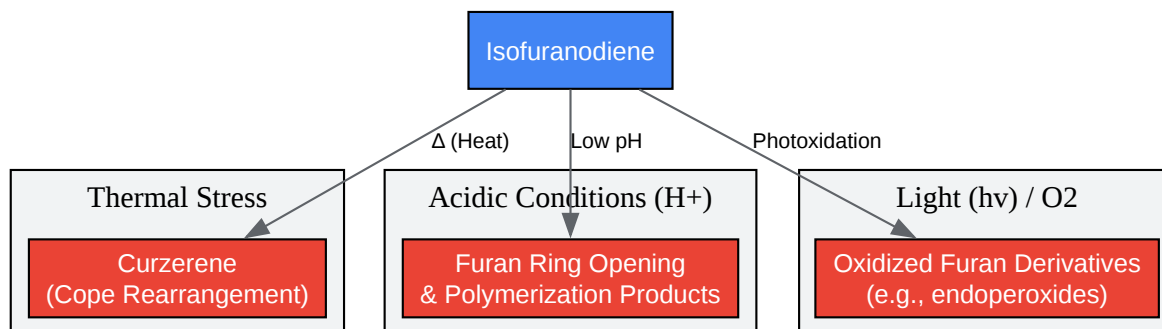 Isofuranodiene
Δ (Heat)
Low pH
Photoxidation
Thermal Stress
Acidic Conditions (H+)
Light (hv) / O2
Curzerene
(Cope Rearrangement)
Furan Ring Opening
& Polymerization Products
Oxidized Furan Derivatives
(e.g., endoperoxides)